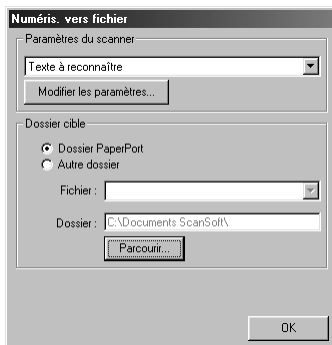 Numéris. vers fichier
Paramètres du scanner
Texte à reconnaître
Modifier les paramètres...
Dossier cible
Dossier PaperPort
Autre dossier
Fichier :
Dossier : C:\Documents ScanSoft\
Parcourir...
OK